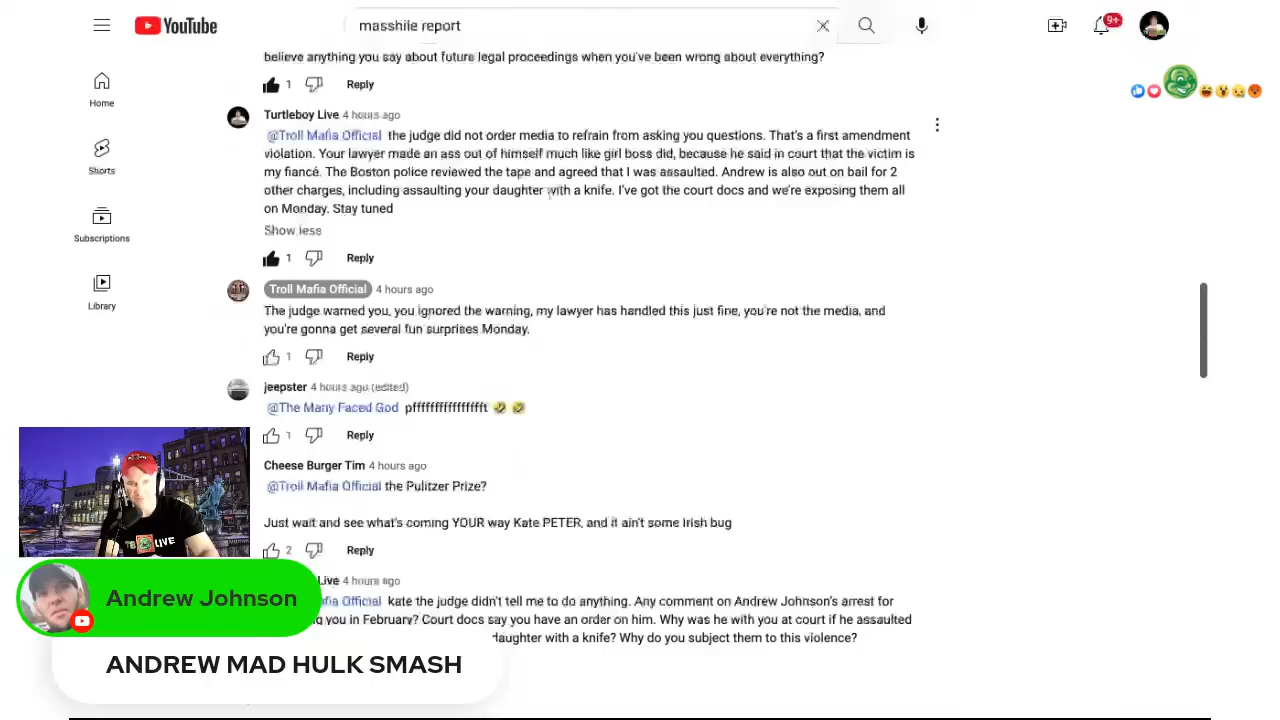 YouTube
masshile report
9+
Home
Shorts
Subscriptions
Library
believe anything you say about future legal proceedings when you've been wrong about everything?
1 Reply
Turtleboy Live 4 hours ago
@Troll Mafia Official the judge did not order media to refrain from asking you questions. That's a first amendment
violation. Your lawyer made an ass out of himself much like girl boss did, because he said in court that the victim is
my fiancé. The Boston police reviewed the tape and agreed that I was assaulted. Andrew is also out on bail for 2
other charges, including assaulting your daughter with a knife. I've got the court docs and we're exposing them all
on Monday. Stay tuned
Show less
1 Reply
Troll Mafia Official 4 hours ago
The judge warned you, you ignored the warning, my lawyer has handled this just fine, you're not the media, and
you're gonna get several fun surprises Monday.
1 Reply
jeepster 4 hours ago (edited)
@The Many Faced God pffffffffffffffft
1 Reply
Cheese Burger Tim 4 hours ago
@Troll Mafia Official the Pulitzer Prize?
Just wait and see what's coming YOUR way Kate PETER, and it ain't some Irish bug
2 Reply
Live 4 hours ago
Official kate the judge didn't tell me to do anything. Any comment on Andrew Johnson's arrest for
you in February? Court docs say you have an order on him. Why was he with you at court if he assaulted
daughter with a knife? Why do you subject them to this violence?
LIVE
Andrew Johnson
ANDREW MAD HULK SMASH